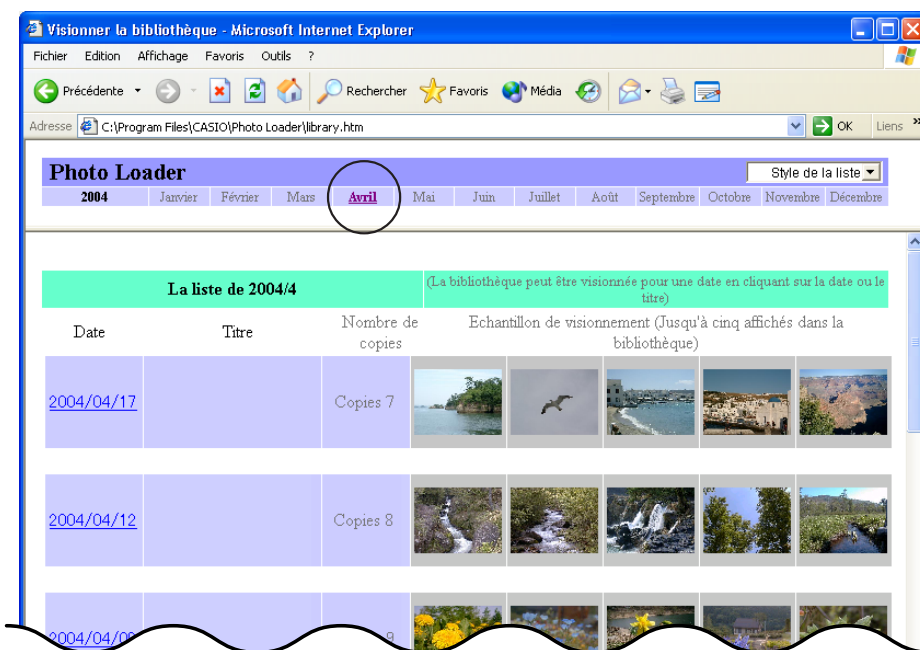 Visionner la bibliothèque - Microsoft Internet Explorer
Fichier Edition Affichage Favoris Outils ?
Précédente Rechercher Favoris Média
Adresse C:\Program Files\CASIO\Photo Loader\library.htm OK Liens »
Photo Loader Style de la liste
2004 Janvier Février Mars Avril Mai Juin Juillet Août Septembre Octobre Novembre Décembre
La liste de 2004/4 (La bibliothèque peut être visionnée pour une date en cliquant sur la date ou le
titre)
Date Titre Nombre de copies Echantillon de visionnement (Jusqu'à cinq affichés dans la
bibliothèque)
2004/04/17 Copies 7
2004/04/12 Copies 8
2004/04/09 9